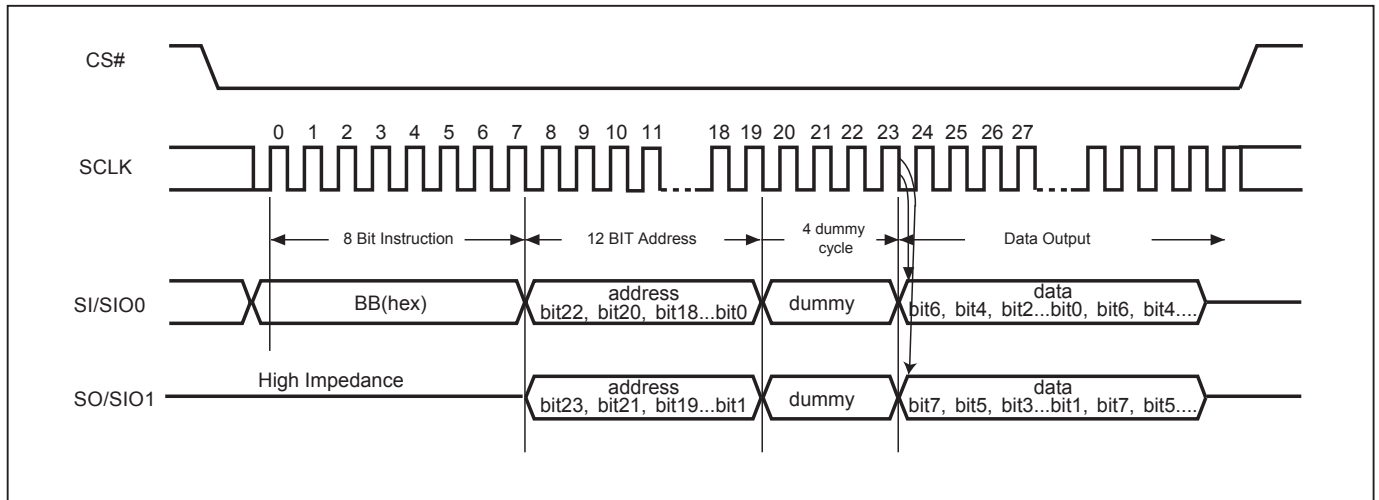 CS#
0 1 2 3 4 5 6 7 8 9 10 11 18 19 20 21 22 23 24 25 26 27
SCLK
8 Bit Instruction
12 BIT Address
4 dummy
cycle
Data Output
SI/SIO0
BB(hex)
address
bit22, bit20, bit18...bit0
dummy
data
bit6, bit4, bit2...bit0, bit6, bit4....
SO/SIO1
High Impedance
address
bit23, bit21, bit19...bit1
dummy
data
bit7, bit5, bit3...bit1, bit7, bit5....